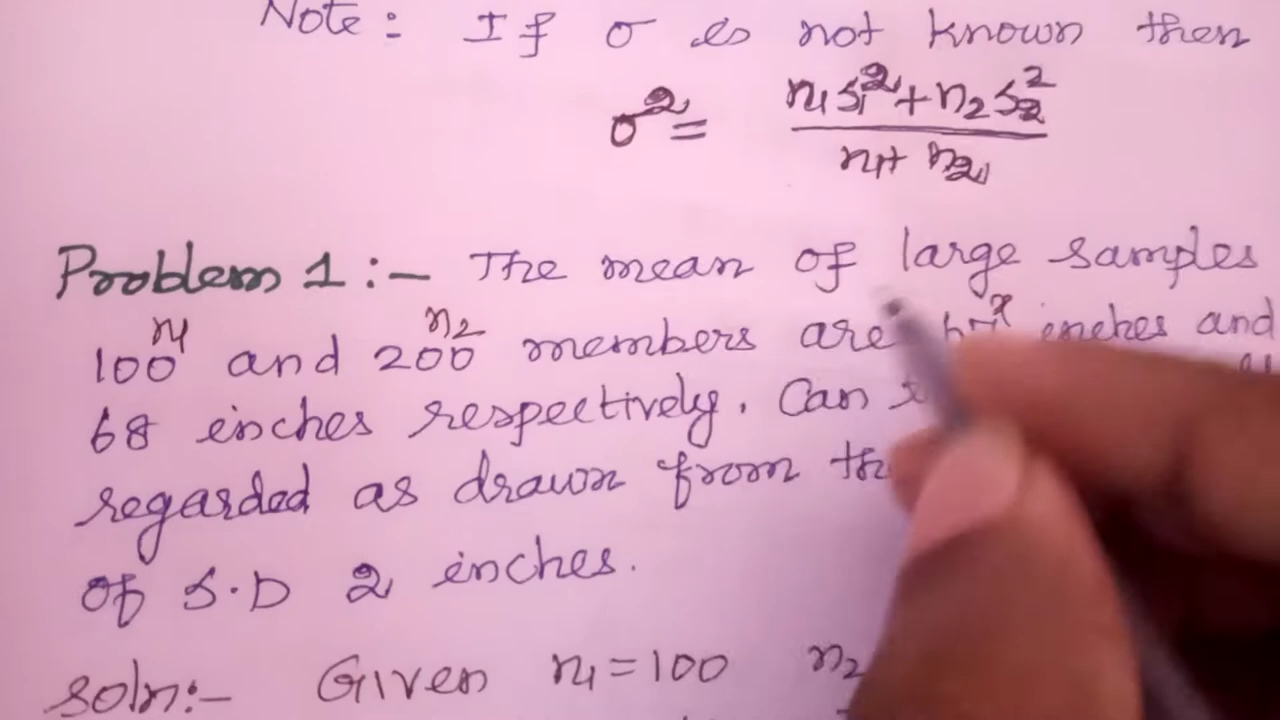 Note: If σ is not known then
σ² = n₁s₁²+n₂s₂² / n₁+n₂
Problem 1:- The mean of large samples
n₁ n₂
100 and 200 members are inches and
68 inches respectively. Can
regarded as drawn from
of S.D 2 inches.
Soln:- Given n₁=100 n₂